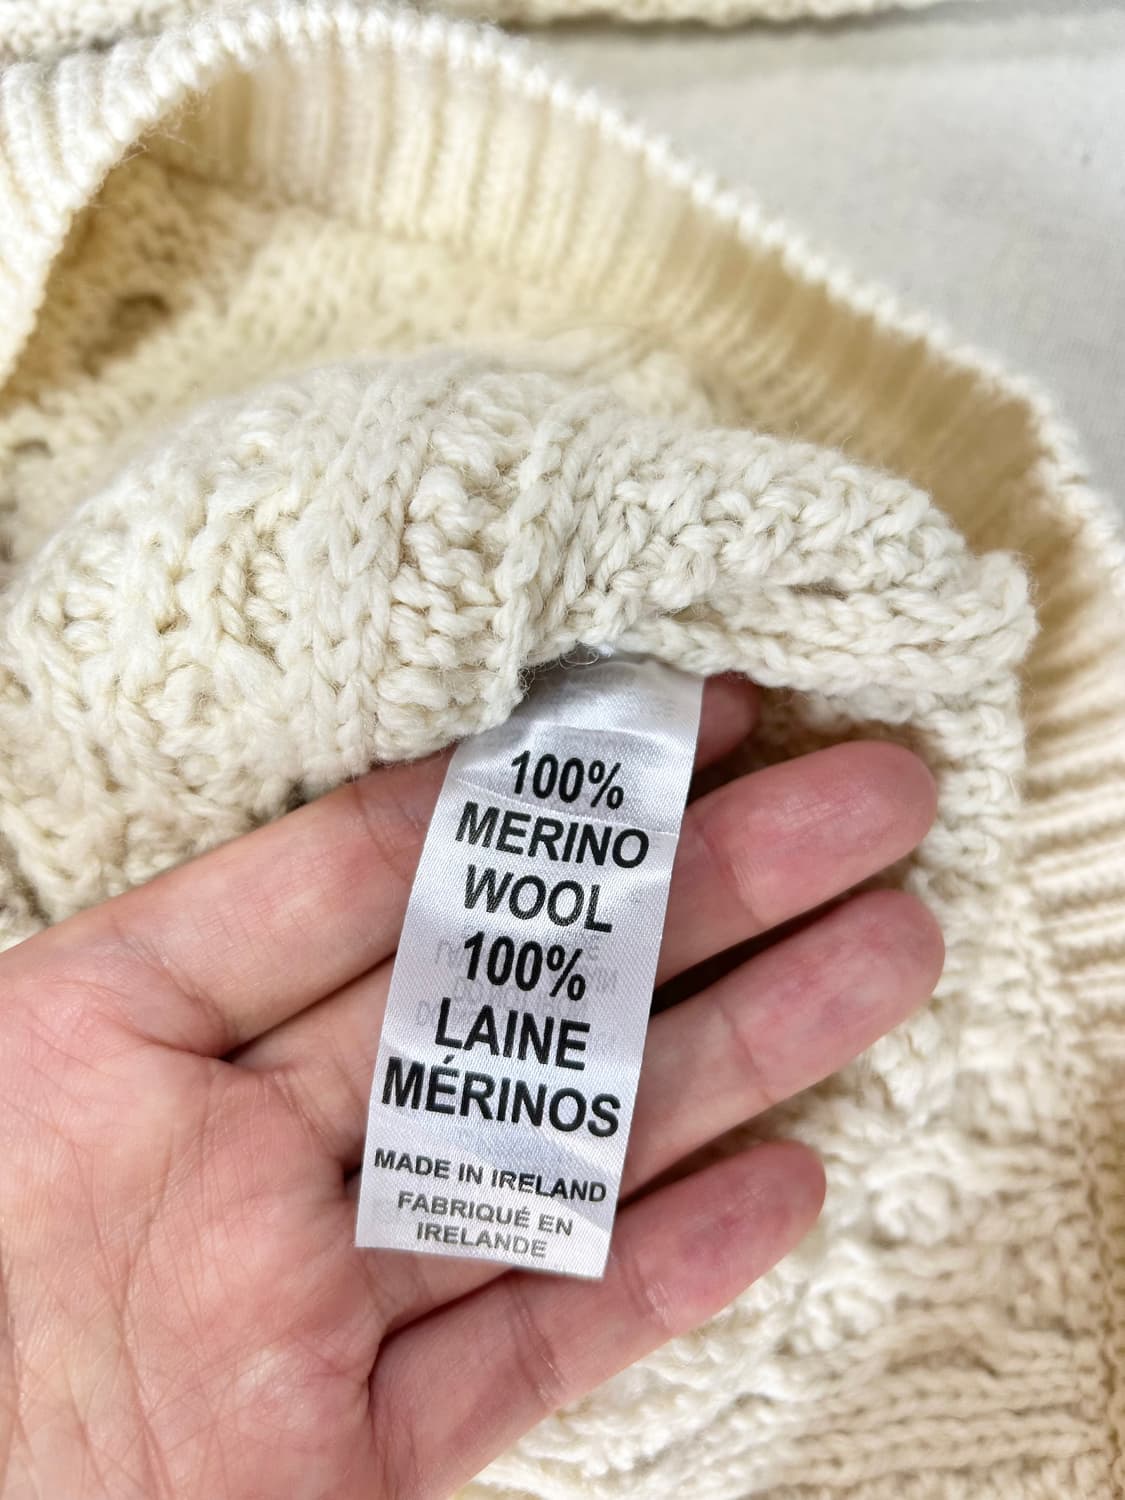 100%
MERINO
WOOL
100%
LAINE
MÉRINOS
MADE IN IRELAND
FABRIQUÉ EN
IRELANDE